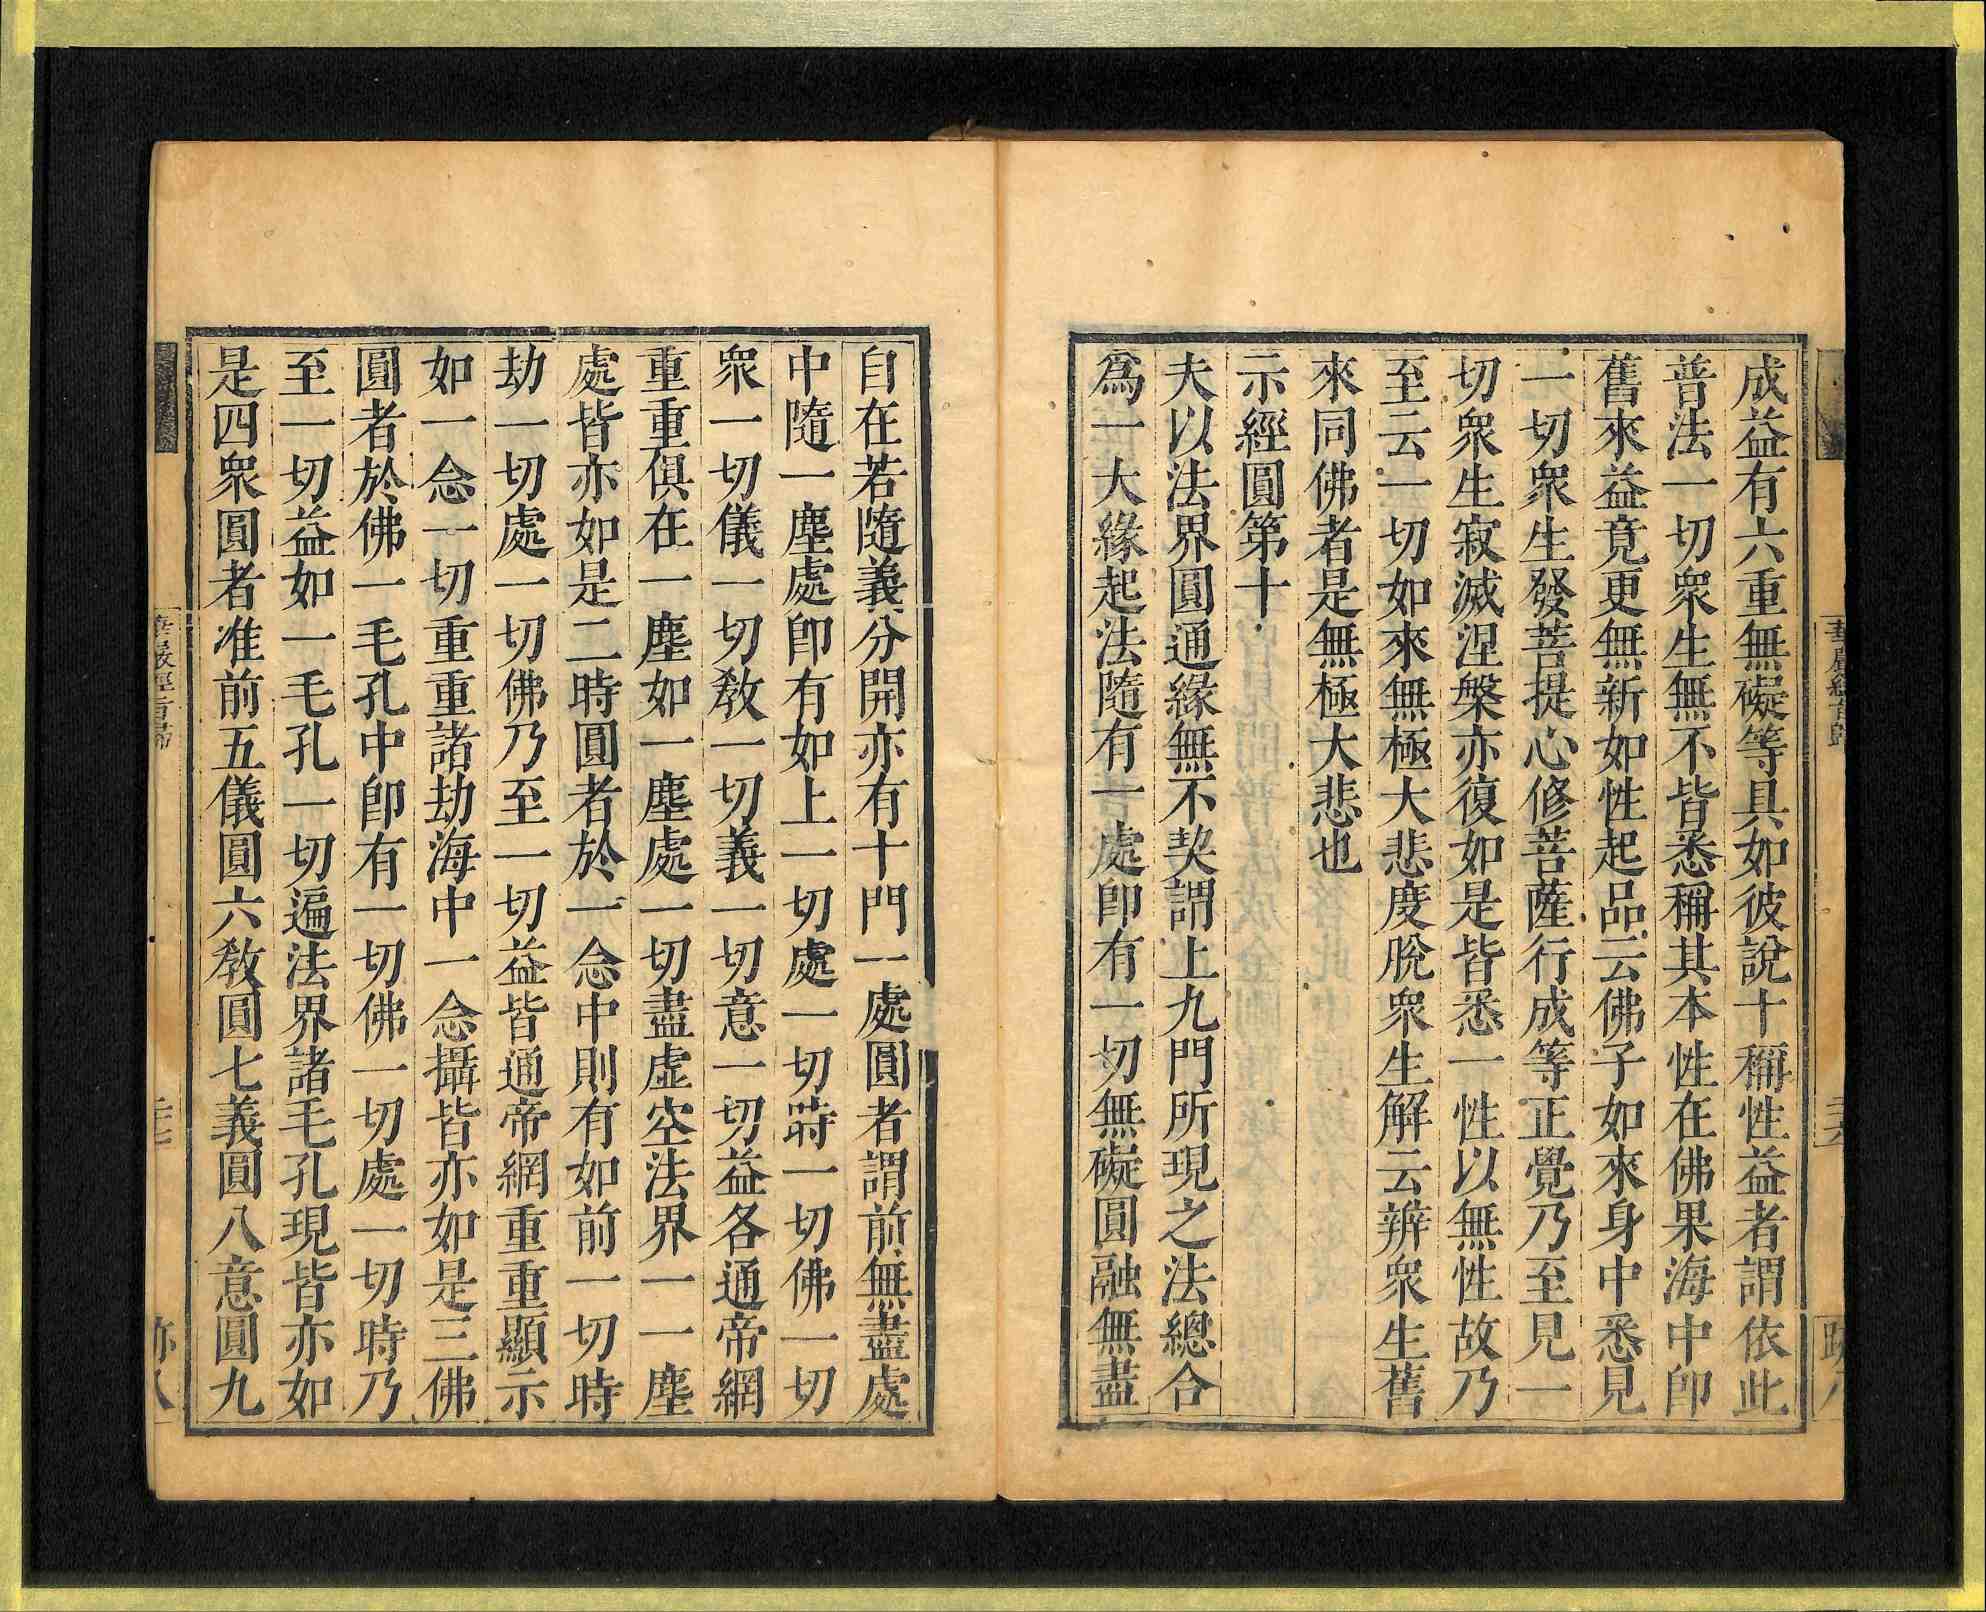 成益有六重無礙等具如彼說十稱性益者謂依此
普法一切衆生無不皆悉稱其本性在佛果海中卽
舊來益竟更無新如性起品云佛子如來身中悉見
一切衆生發菩提心修菩薩行成等正覺乃至見一
切衆生寂滅涅槃亦復如是皆悉一性以無性故乃
至云一切如來無極大悲度脫衆生解云辨衆生舊
來同佛者是無極大悲也
示經圓第十
夫以法界圓通緣無不契謂上九門所現之法總合
爲一大緣起法隨有一處卽有一切無礙圓融無盡
自在若隨義分開亦有十門一處圓者謂前無盡處
中隨一塵處卽有如上一切處一切時一切佛一切
衆一切儀一切教一切義一切意一切益各通帝網
重重俱在一塵如一塵處一切盡虛空法界一一塵
處皆亦如是二時圓者於一念中則有如前一切時
劫一切處一切佛乃至一切益皆通帝網重重顯示
如一念一切重重諸劫海中一念攝皆亦如是三佛
圓者於佛一毛孔中卽有一切佛一切處一切時乃
至一切益如一毛孔一切遍法界諸毛孔現皆亦如
是四衆圓者准前五儀圓六教圓七義圓八意圓九
華嚴經旨歸